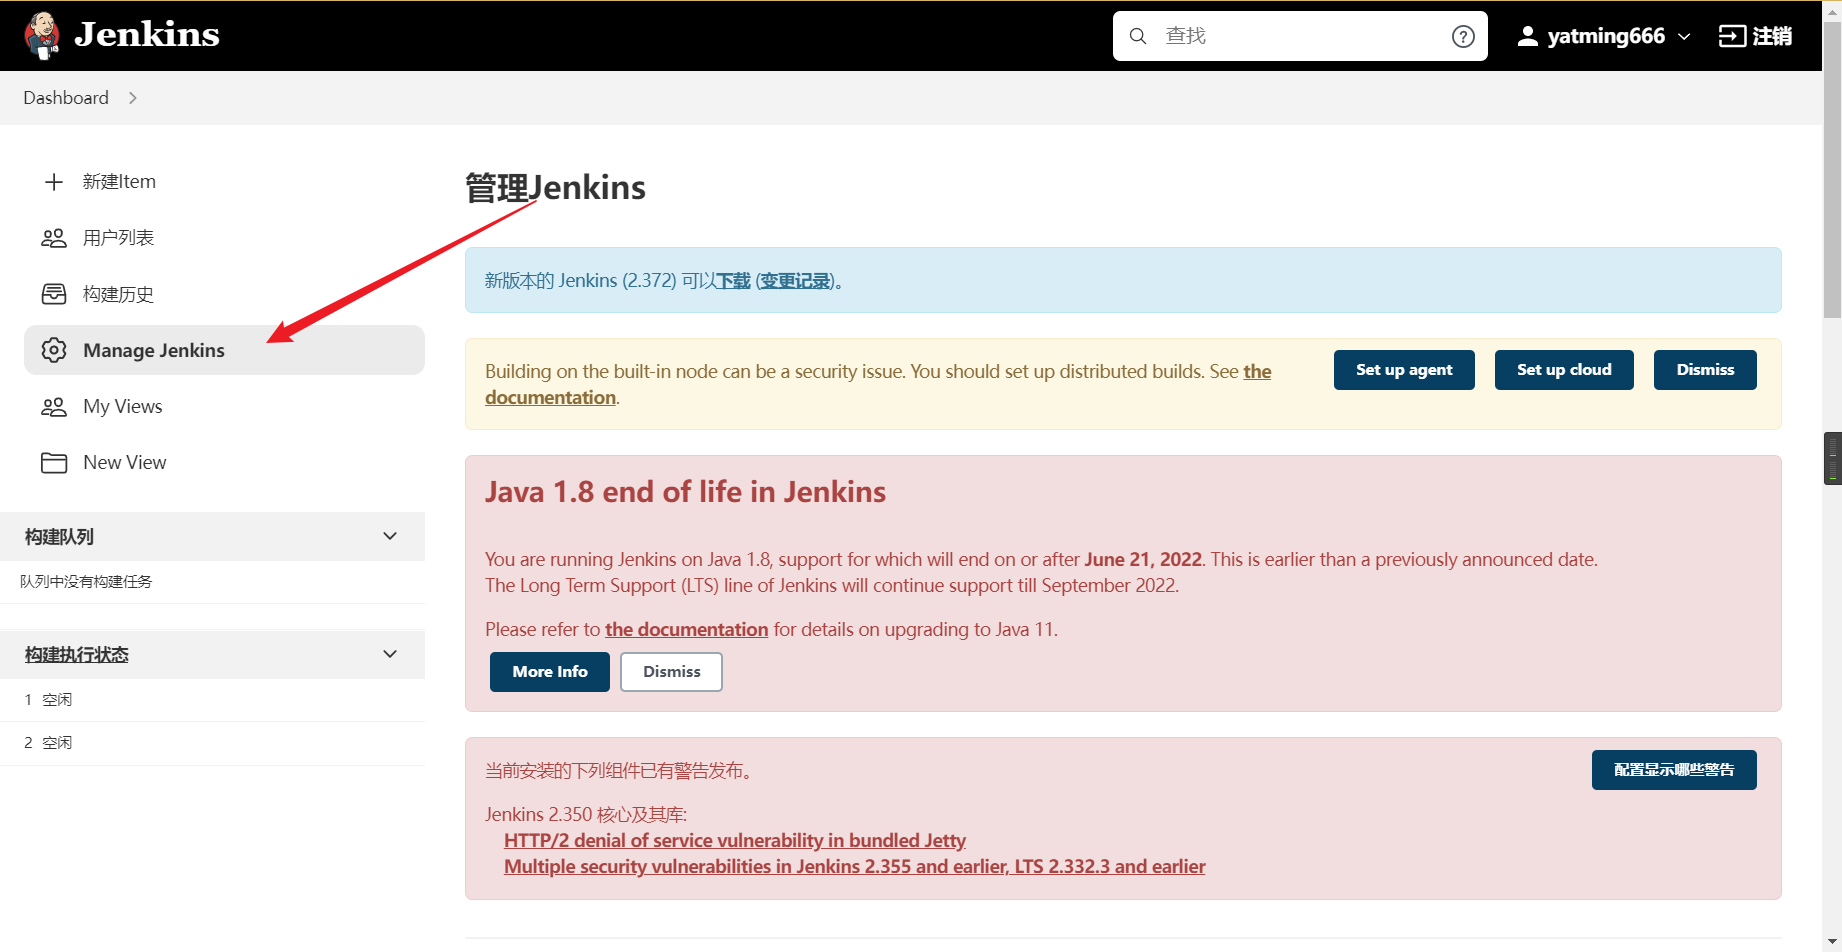 Jenkins
查找
yatming666
注销
Dashboard
新建Item
用户列表
构建历史
Manage Jenkins
My Views
New View
构建队列
队列中没有构建任务
构建执行状态
1 空闲
2 空闲
管理Jenkins
新版本的 Jenkins (2.372) 可以下载 (变更记录)。
Building on the built-in node can be a security issue. You should set up distributed builds. See the
documentation.
Set up agent
Set up cloud
Dismiss
Java 1.8 end of life in Jenkins
You are running Jenkins on Java 1.8, support for which will end on or after June 21, 2022. This is earlier than a previously announced date.
The Long Term Support (LTS) line of Jenkins will continue support till September 2022.
Please refer to the documentation for details on upgrading to Java 11.
More Info
Dismiss
当前安装的下列组件已有警告发布。
配置显示哪些警告
Jenkins 2.350 核心及其库:
HTTP/2 denial of service vulnerability in bundled Jetty
Multiple security vulnerabilities in Jenkins 2.355 and earlier, LTS 2.332.3 and earlier